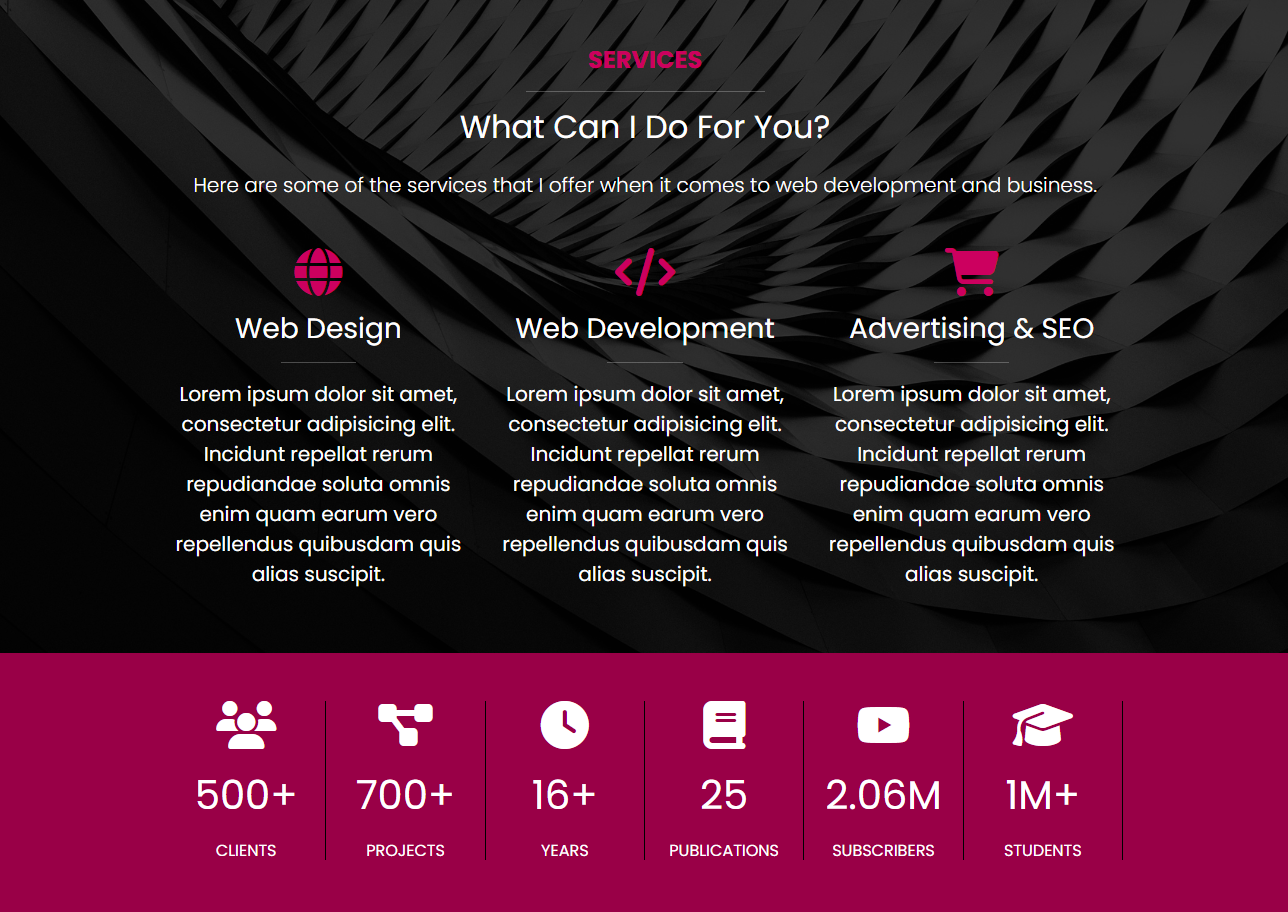 SERVICES
What Can I Do For You?
Here are some of the services that I offer when it comes to web development and business.
Web Design
Lorem ipsum dolor sit amet,
consectetur adipisicing elit.
Incidunt repellat rerum
repudiandae soluta omnis
enim quam earum vero
repellendus quibusdam quis
alias suscipit.
Web Development
Lorem ipsum dolor sit amet,
consectetur adipisicing elit.
Incidunt repellat rerum
repudiandae soluta omnis
enim quam earum vero
repellendus quibusdam quis
alias suscipit.
Advertising & SEO
Lorem ipsum dolor sit amet,
consectetur adipisicing elit.
Incidunt repellat rerum
repudiandae soluta omnis
enim quam earum vero
repellendus quibusdam quis
alias suscipit.
500+
CLIENTS
700+
PROJECTS
16+
YEARS
25
PUBLICATIONS
2.06M
SUBSCRIBERS
1M+
STUDENTS